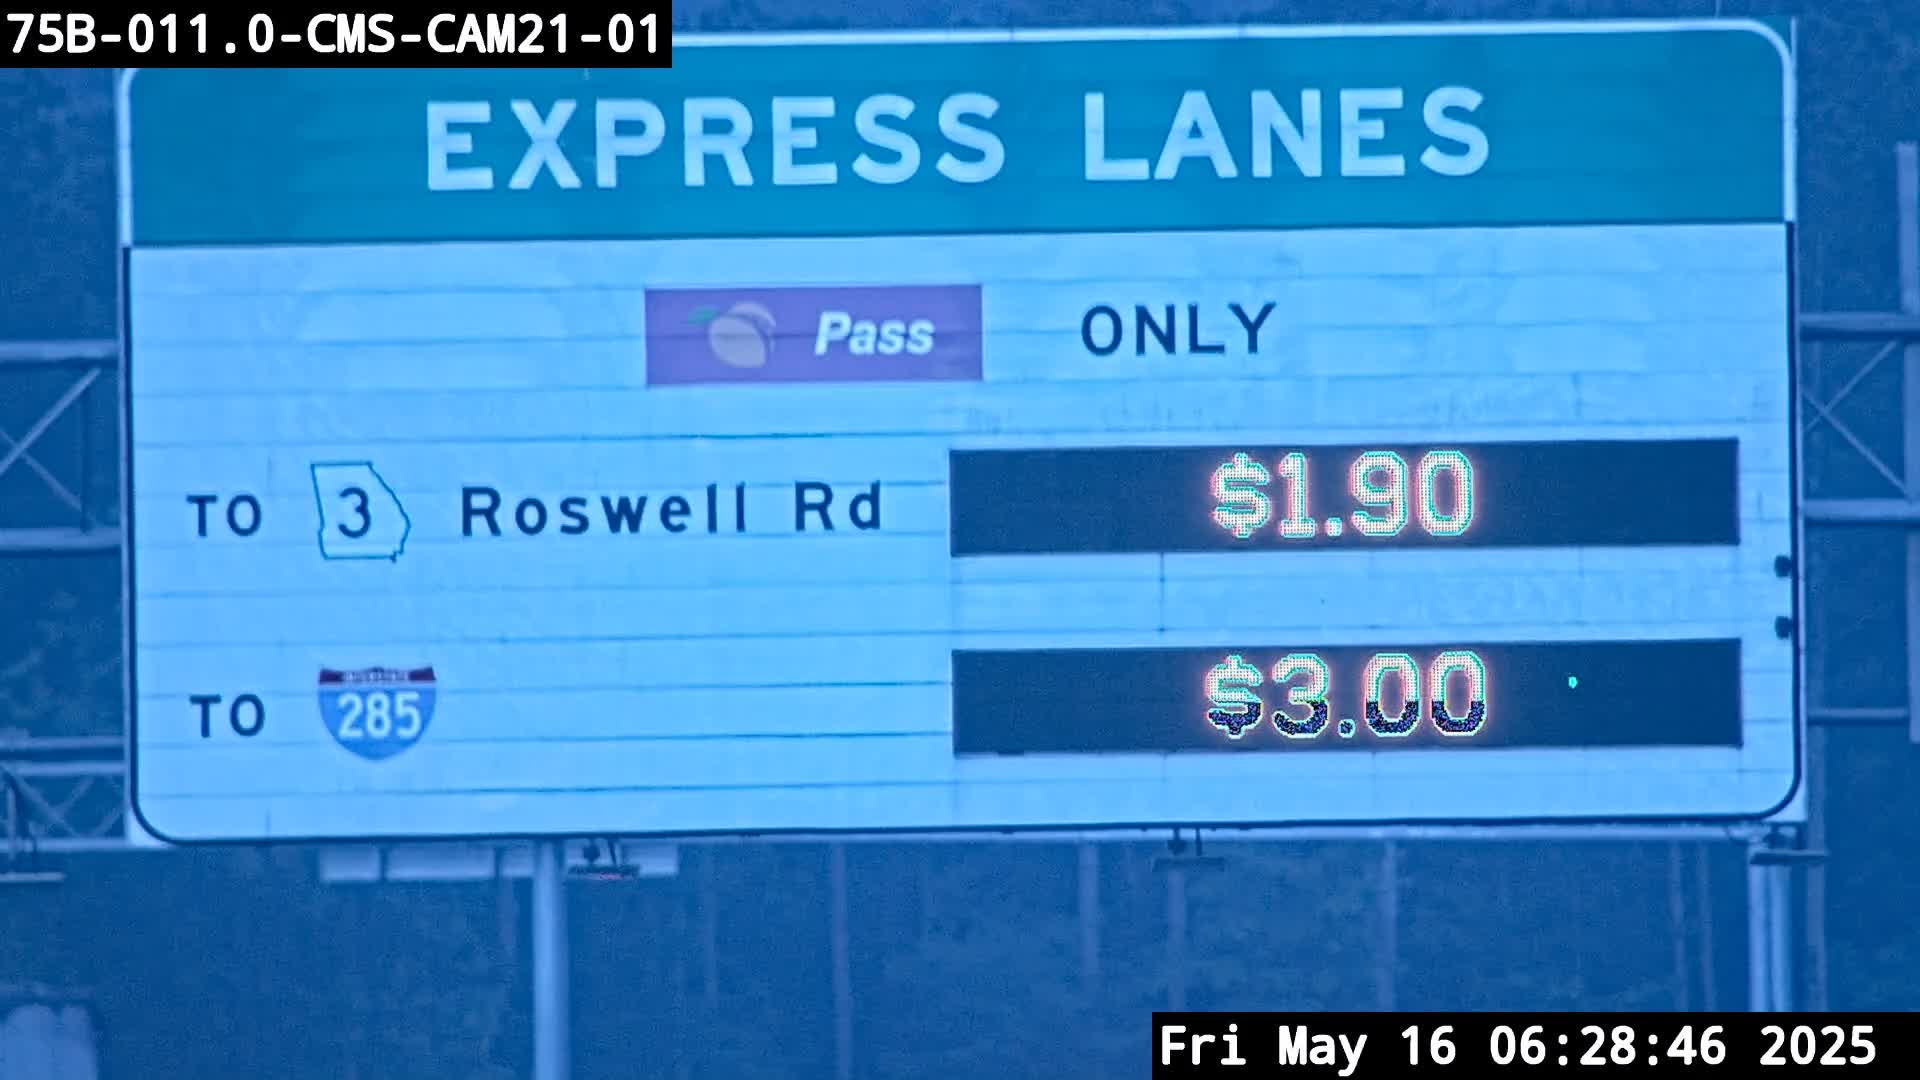 75B-011.0-CMS-CAM21-01
EXPRESS LANES
Pass ONLY
TO 3 Roswell Rd $1.90
TO 285 $3.00
Fri May 16 06:28:46 2025